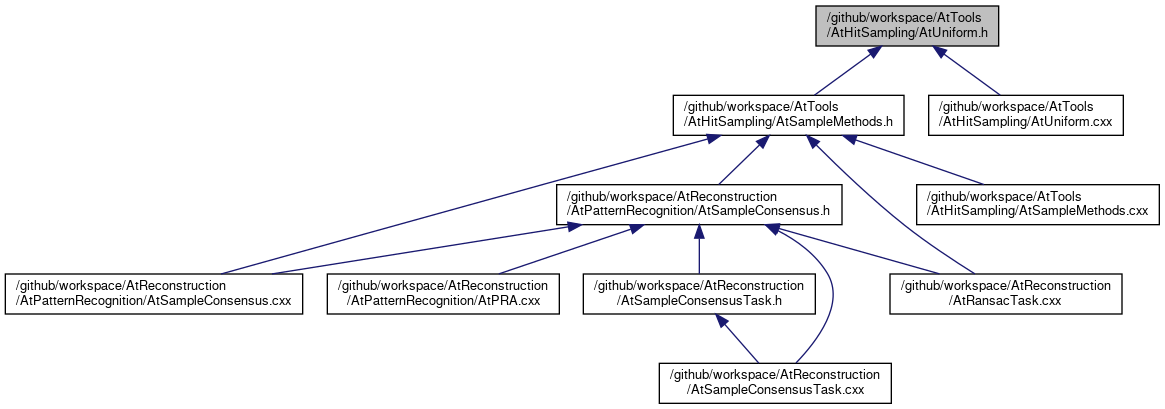 /github/workspace/AtTools
/AtHitSampling/AtUniform.h
/github/workspace/AtTools
/AtHitSampling/AtSampleMethods.h
/github/workspace/AtTools
/AtHitSampling/AtUniform.cxx
/github/workspace/AtReconstruction
/AtPatternRecognition/AtSampleConsensus.h
/github/workspace/AtTools
/AtHitSampling/AtSampleMethods.cxx
/github/workspace/AtReconstruction
/AtPatternRecognition/AtSampleConsensus.cxx
/github/workspace/AtReconstruction
/AtPatternRecognition/AtPRA.cxx
/github/workspace/AtReconstruction
/AtSampleConsensusTask.h
/github/workspace/AtReconstruction
/AtRansacTask.cxx
/github/workspace/AtReconstruction
/AtSampleConsensusTask.cxx